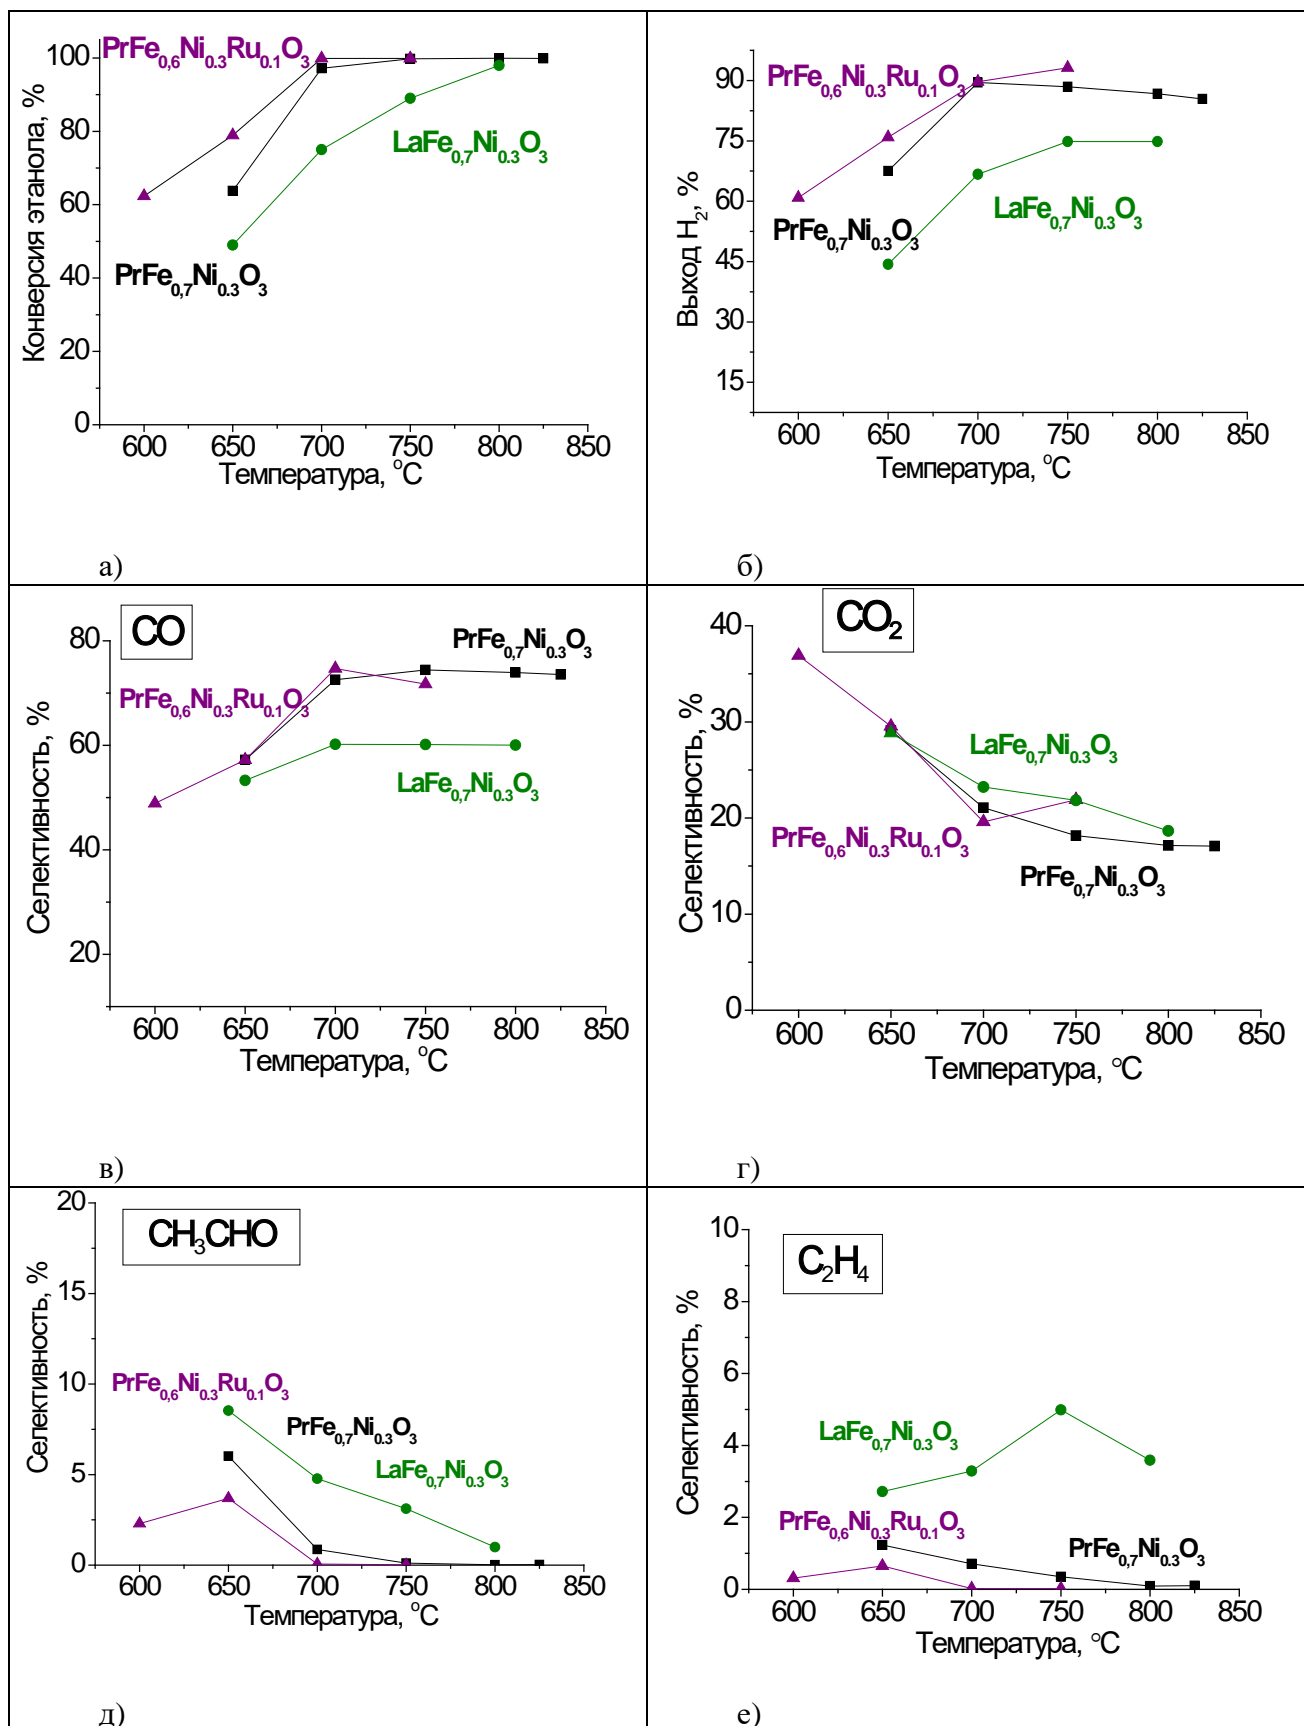 PrFe0,6Ni0.3Ru0.1O3
LaFe0,7Ni0.3O3
PrFe0,7Ni0.3O3
Конверсия этанола, %
100
80
60
40
20
0
600 650 700 750 800 850
Температура, °C
а)
PrFe0,6Ni0.3Ru0.1O3
LaFe0,7Ni0.3O3
PrFe0,7Ni0.3O3
Выход H2, %
90
75
60
45
30
15
600 650 700 750 800 850
Температура, °C
б)
CO
PrFe0,7Ni0.3O3
PrFe0,6Ni0.3Ru0.1O3
LaFe0,7Ni0.3O3
Селективность, %
80
60
40
20
600 650 700 750 800 850
Температура, °C
в)
CO2
LaFe0,7Ni0.3O3
PrFe0,6Ni0.3Ru0.1O3
PrFe0,7Ni0.3O3
Селективность, %
40
30
20
10
0
600 650 700 750 800 850
Температура, °C
г)
CH3CHO
PrFe0,6Ni0.3Ru0.1O3
PrFe0,7Ni0.3O3
LaFe0,7Ni0.3O3
Селективность, %
20
15
10
5
0
600 650 700 750 800 850
Температура, °C
д)
C2H4
LaFe0,7Ni0.3O3
PrFe0,6Ni0.3Ru0.1O3
PrFe0,7Ni0.3O3
Селективность, %
10
8
6
4
2
0
600 650 700 750 800 850
Температура, °C
е)